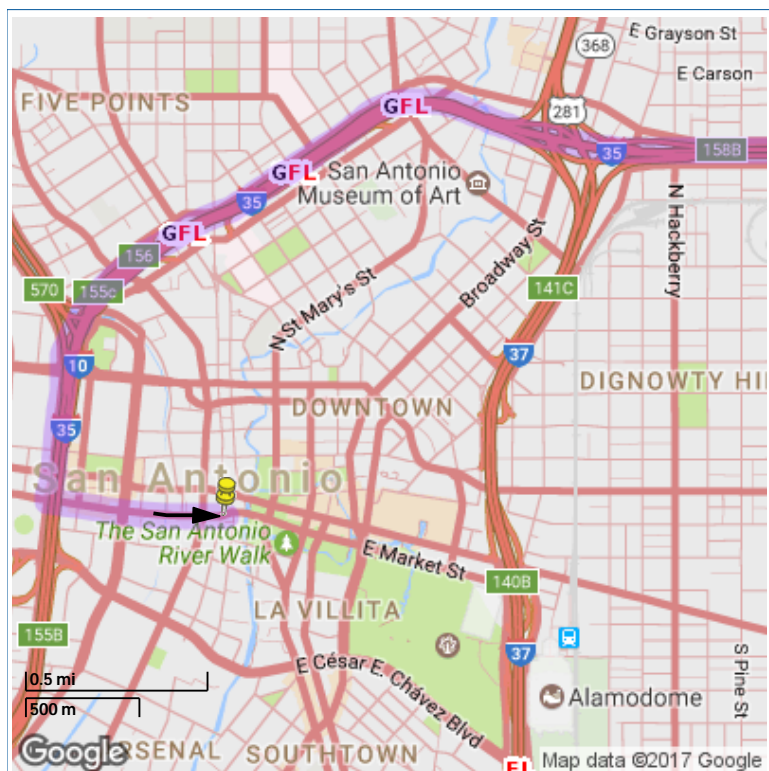 E Grayson St
368
E Carson
FIVE POINTS
GFL
281
35
158B
GFL
San Antonio
Museum of Art
35
N Hackberry
GFL
Broadway St
156
570
155c
141C
N St Mary's St
37
10
DIGNOWTY HI
DOWNTOWN
35
San Antonio
The San Antonio
River Walk
E Market St
140B
LA VILLITA
155B
37
S Pine St
E César E. Chávez Blvd
0.5 mi
Alamodome
500 m
Google
ARSENAL
SOUTHTOWN
Map data ©2017 Google